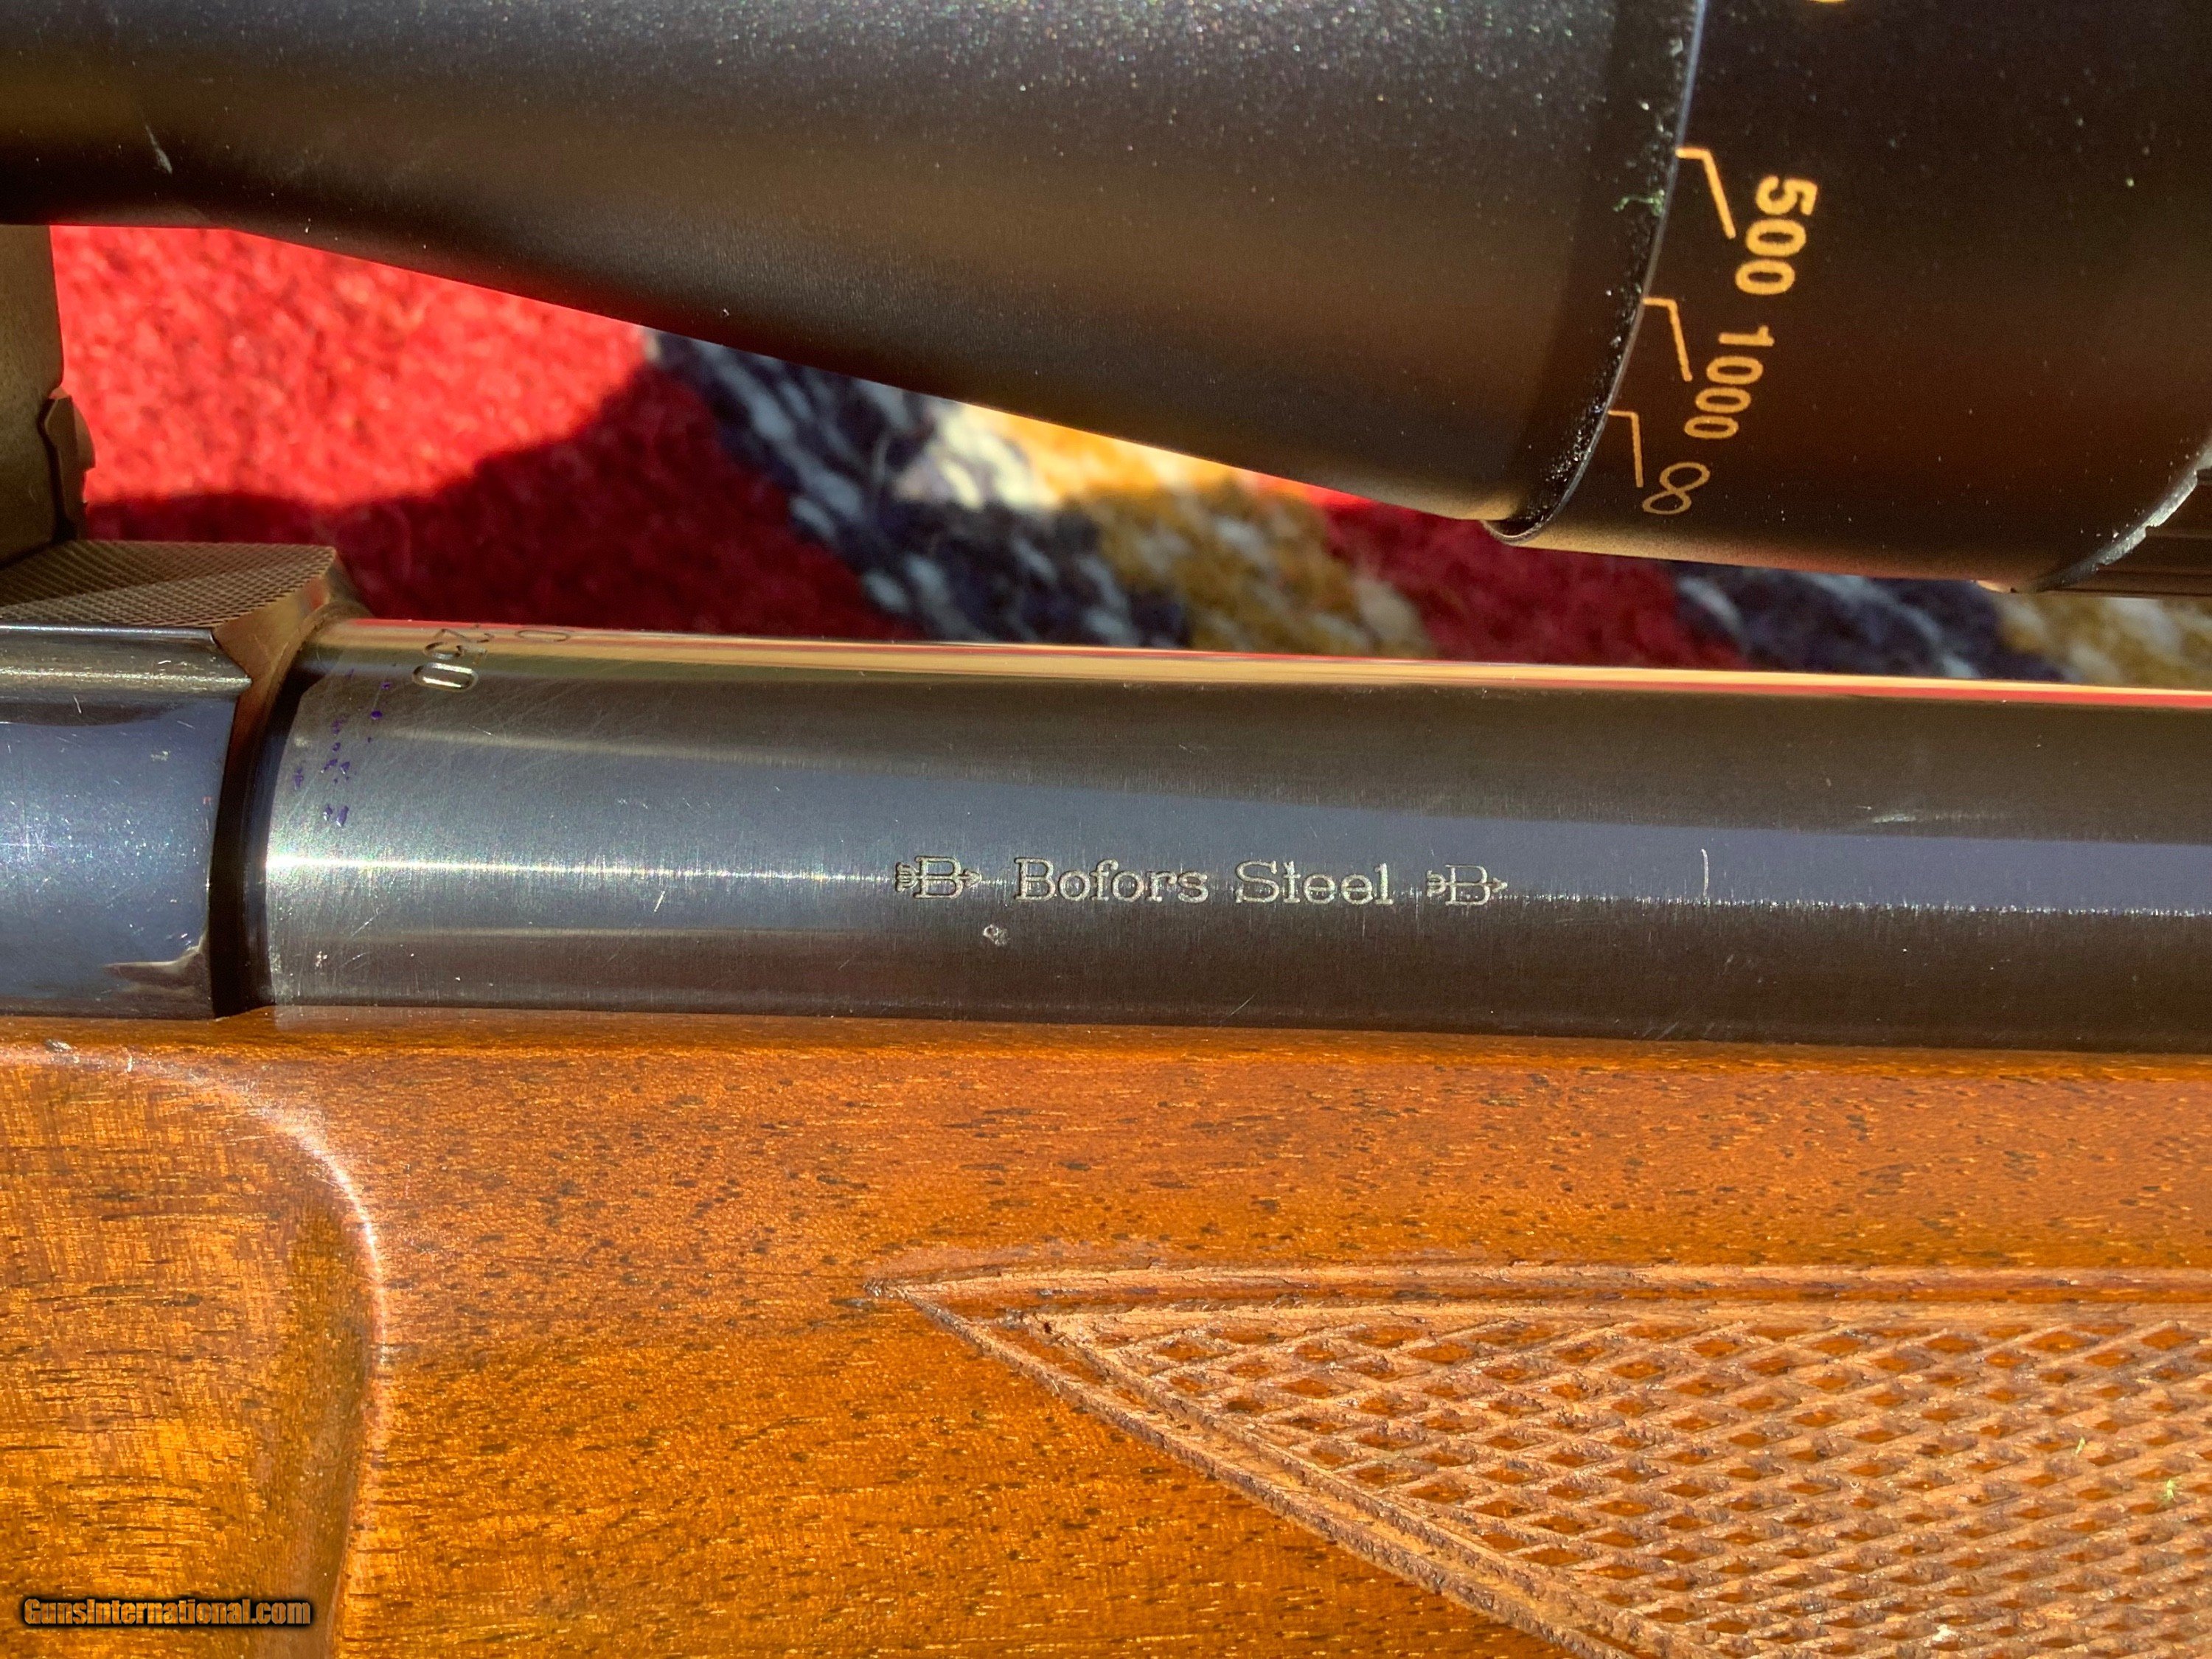 500
1000
∞
B Bofors Steel B
GunsInternational.com